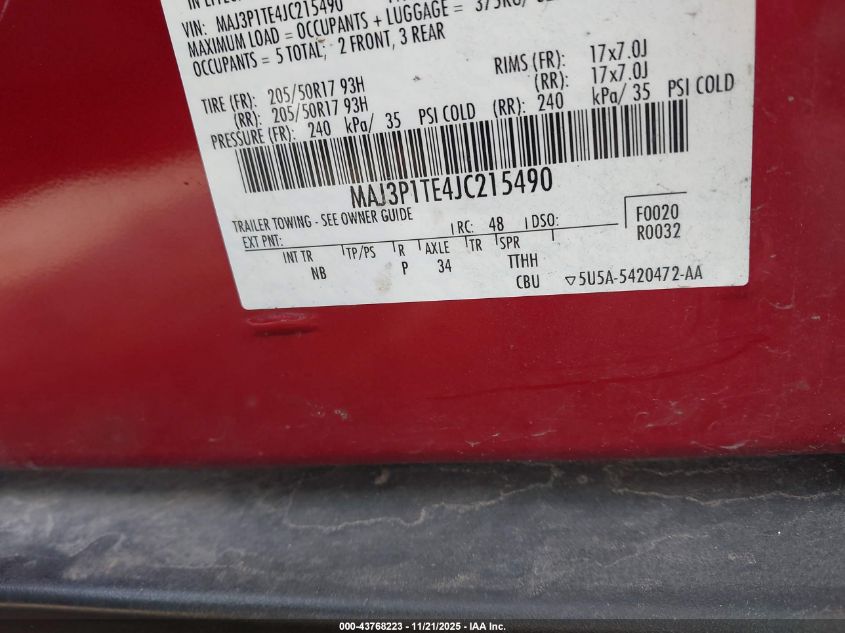 VIN: MAJ3P1TE4JC215490
MAXIMUM LOAD = OCCUPANTS + LUGGAGE = 375KG/
OCCUPANTS = 5 TOTAL; 2 FRONT, 3 REAR
TIRE (FR): 205/50R17 93H RIMS (FR): 17x7.0J
(RR): 205/50R17 93H (RR): 17x7.0J
PRESSURE (FR): 240 kPa/ 35 PSI COLD (RR): 240 kPa/ 35 PSI COLD
MAJ3P1TE4JC215490
TRAILER TOWING - SEE OWNER GUIDE
EXT PNT: RC: 48 DSO: F0020
R0032
INT TR TP/PS R AXLE TR SPR
NB P 34 TTHH
CBU ▽5U5A-5420472-AA
000-43768223 - 11/21/2025 - IAA Inc.